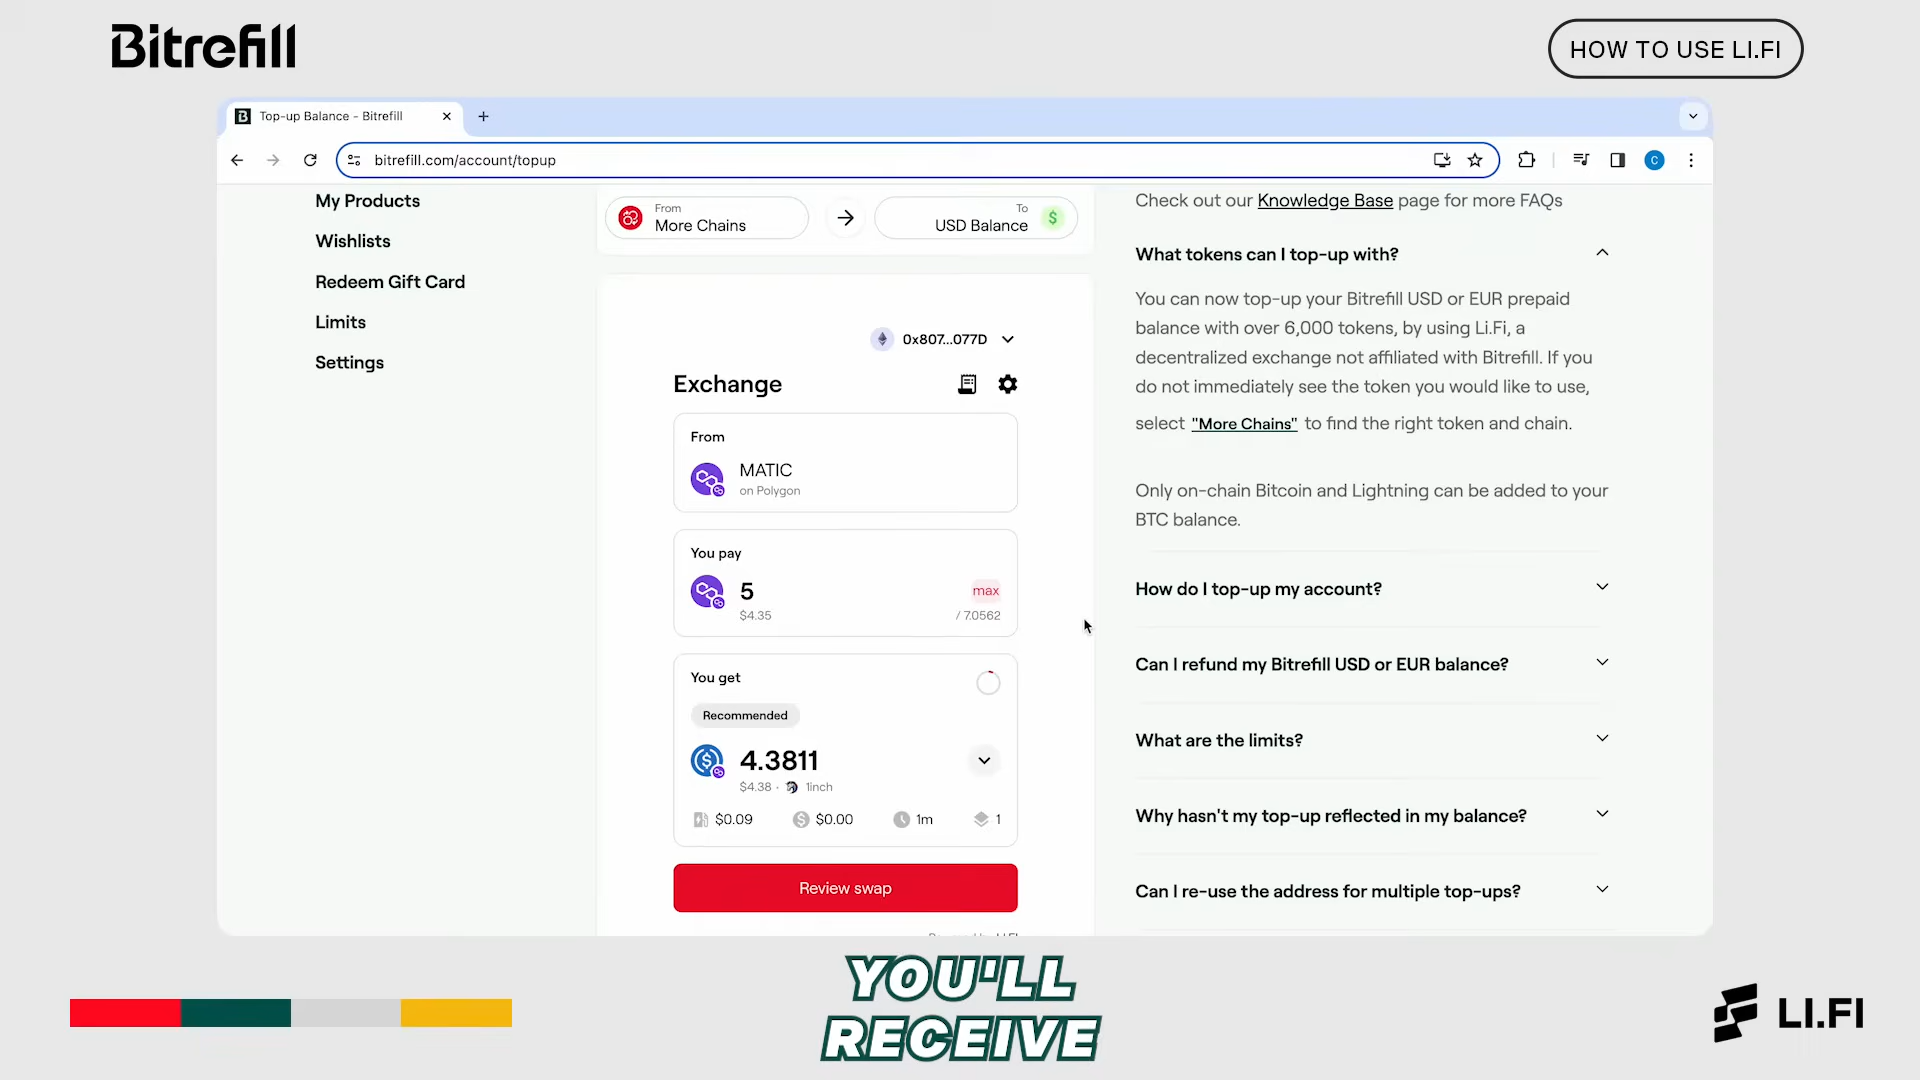 Bitrefill
HOW TO USE LI.FI
Top-up Balance - Bitrefill
bitrefill.com/account/topup
C
My Products
Wishlists
Redeem Gift Card
Limits
Settings
From
More Chains
To
USD Balance
0x807...077D
Exchange
From
MATIC
on Polygon
You pay
5
$4.35
max
/ 7.0562
You get
Recommended
4.3811
$4.38 · 1inch
$0.09 $0.00 1m 1
Review swap
Check out our Knowledge Base page for more FAQs
What tokens can I top-up with?
You can now top-up your Bitrefill USD or EUR prepaid
balance with over 6,000 tokens, by using Li.Fi, a
decentralized exchange not affiliated with Bitrefill. If you
do not immediately see the token you would like to use,
select "More Chains" to find the right token and chain.
Only on-chain Bitcoin and Lightning can be added to your
BTC balance.
How do I top-up my account?
Can I refund my Bitrefill USD or EUR balance?
What are the limits?
Why hasn't my top-up reflected in my balance?
Can I re-use the address for multiple top-ups?
YOU'LL
RECEIVE
LI.FI